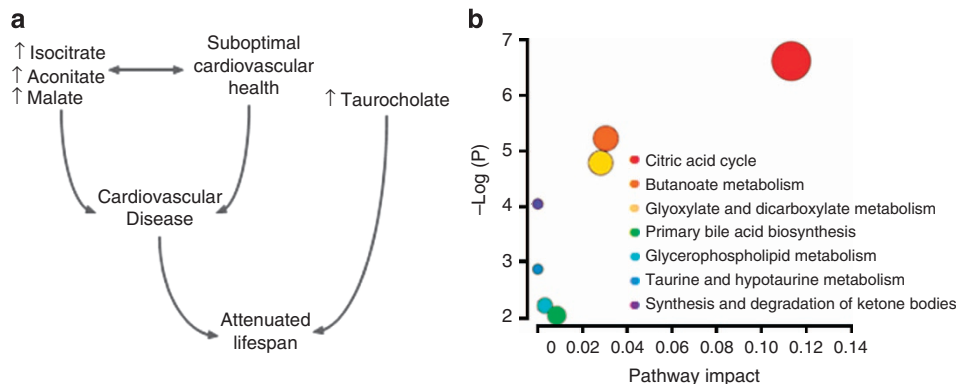 a
↑ Isocitrate
↑ Aconitate
↑ Malate
Suboptimal
cardiovascular
health
↑ Taurocholate
Cardiovascular
Disease
Attenuated
lifespan
b
–Log (P)
7
6
5
4
3
2
Citric acid cycle
Butanoate metabolism
Glyoxylate and dicarboxylate metabolism
Primary bile acid biosynthesis
Glycerophospholipid metabolism
Taurine and hypotaurine metabolism
Synthesis and degradation of ketone bodies
0 0.02 0.04 0.06 0.08 0.10 0.12 0.14
Pathway impact